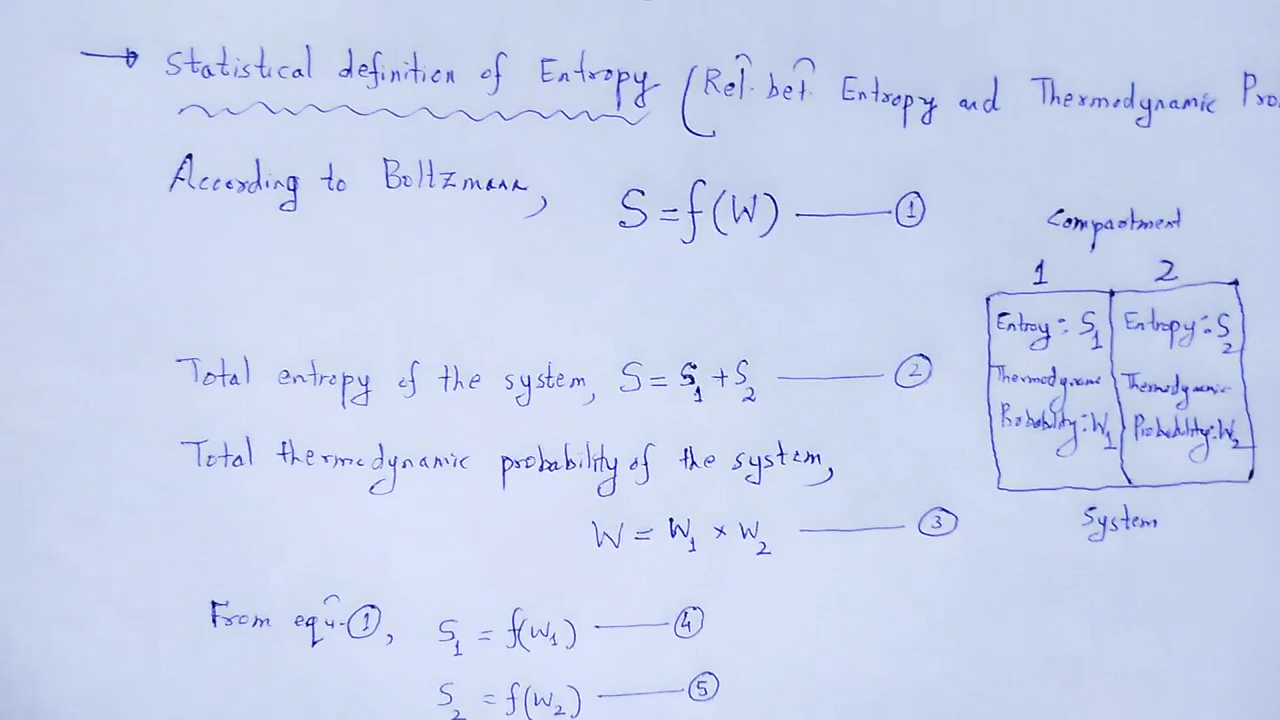 → Statistical definition of Entropy (Rel. bet. Entropy and Thermodynamic Pro
According to Boltzmann, S = f(W) ——— ①
Compartment
1 2
Entroy = S₁ Entropy = S₂
Thermodynamic Probability = W₁ Thermodynamic Probability = W₂
System
Total entropy of the system, S = S₁ + S₂ ——— ②
Total thermodynamic probability of the system,
W = W₁ × W₂ ——— ③
From equ. ①, S₁ = f(W₁) ——— ④
S₂ = f(W₂) ——— ⑤